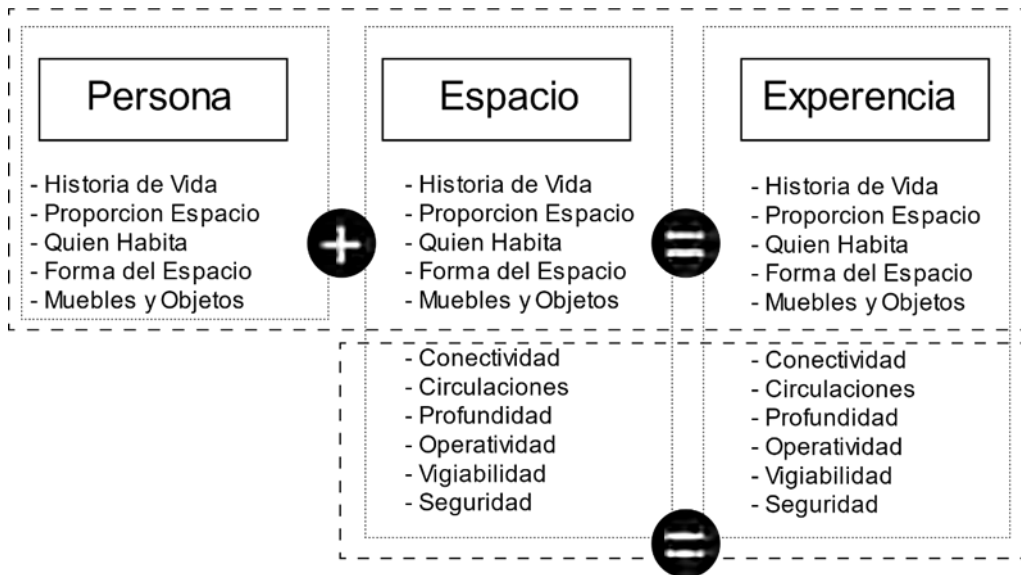 Persona
- Historia de Vida
- Proporcion Espacio
- Quien Habita
- Forma del Espacio
- Muebles y Objetos
+
Espacio
- Historia de Vida
- Proporcion Espacio
- Quien Habita
- Forma del Espacio
- Muebles y Objetos
- Conectividad
- Circulaciones
- Profundidad
- Operatividad
- Vigiabilidad
- Seguridad
=
=
Experencia
- Historia de Vida
- Proporcion Espacio
- Quien Habita
- Forma del Espacio
- Muebles y Objetos
- Conectividad
- Circulaciones
- Profundidad
- Operatividad
- Vigiabilidad
- Seguridad